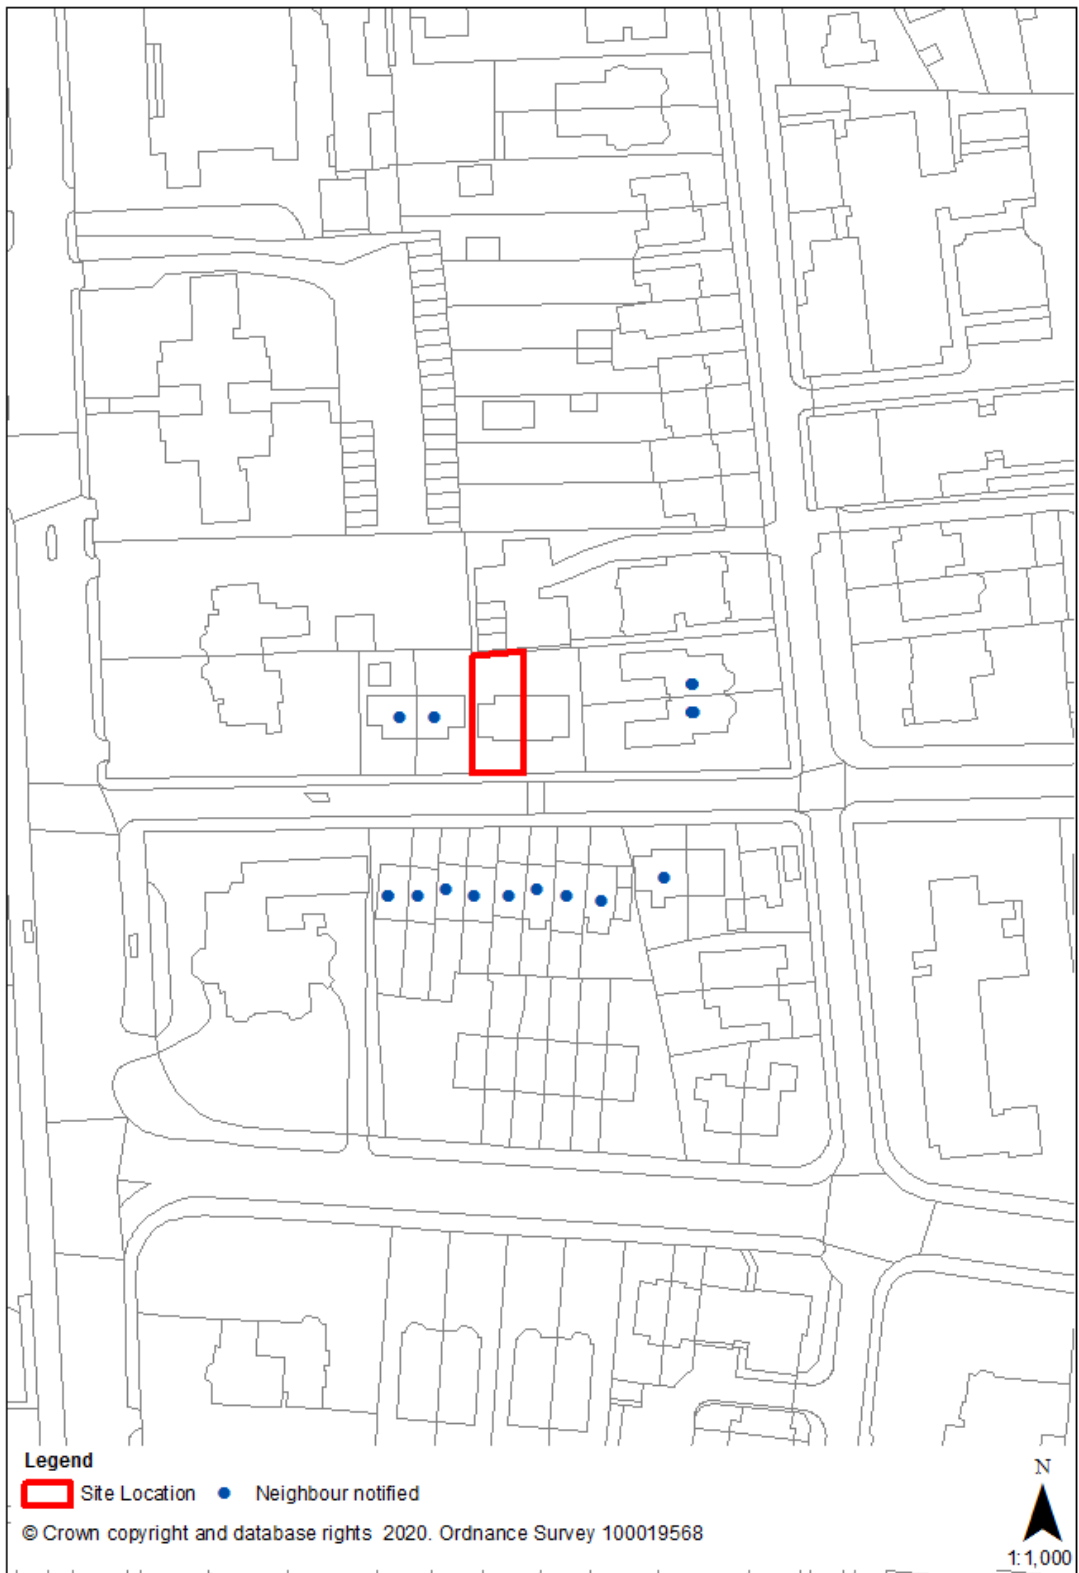 Legend
Site Location
Neighbour notified
© Crown copyright and database rights 2020. Ordnance Survey 100019568
N
1:1,000